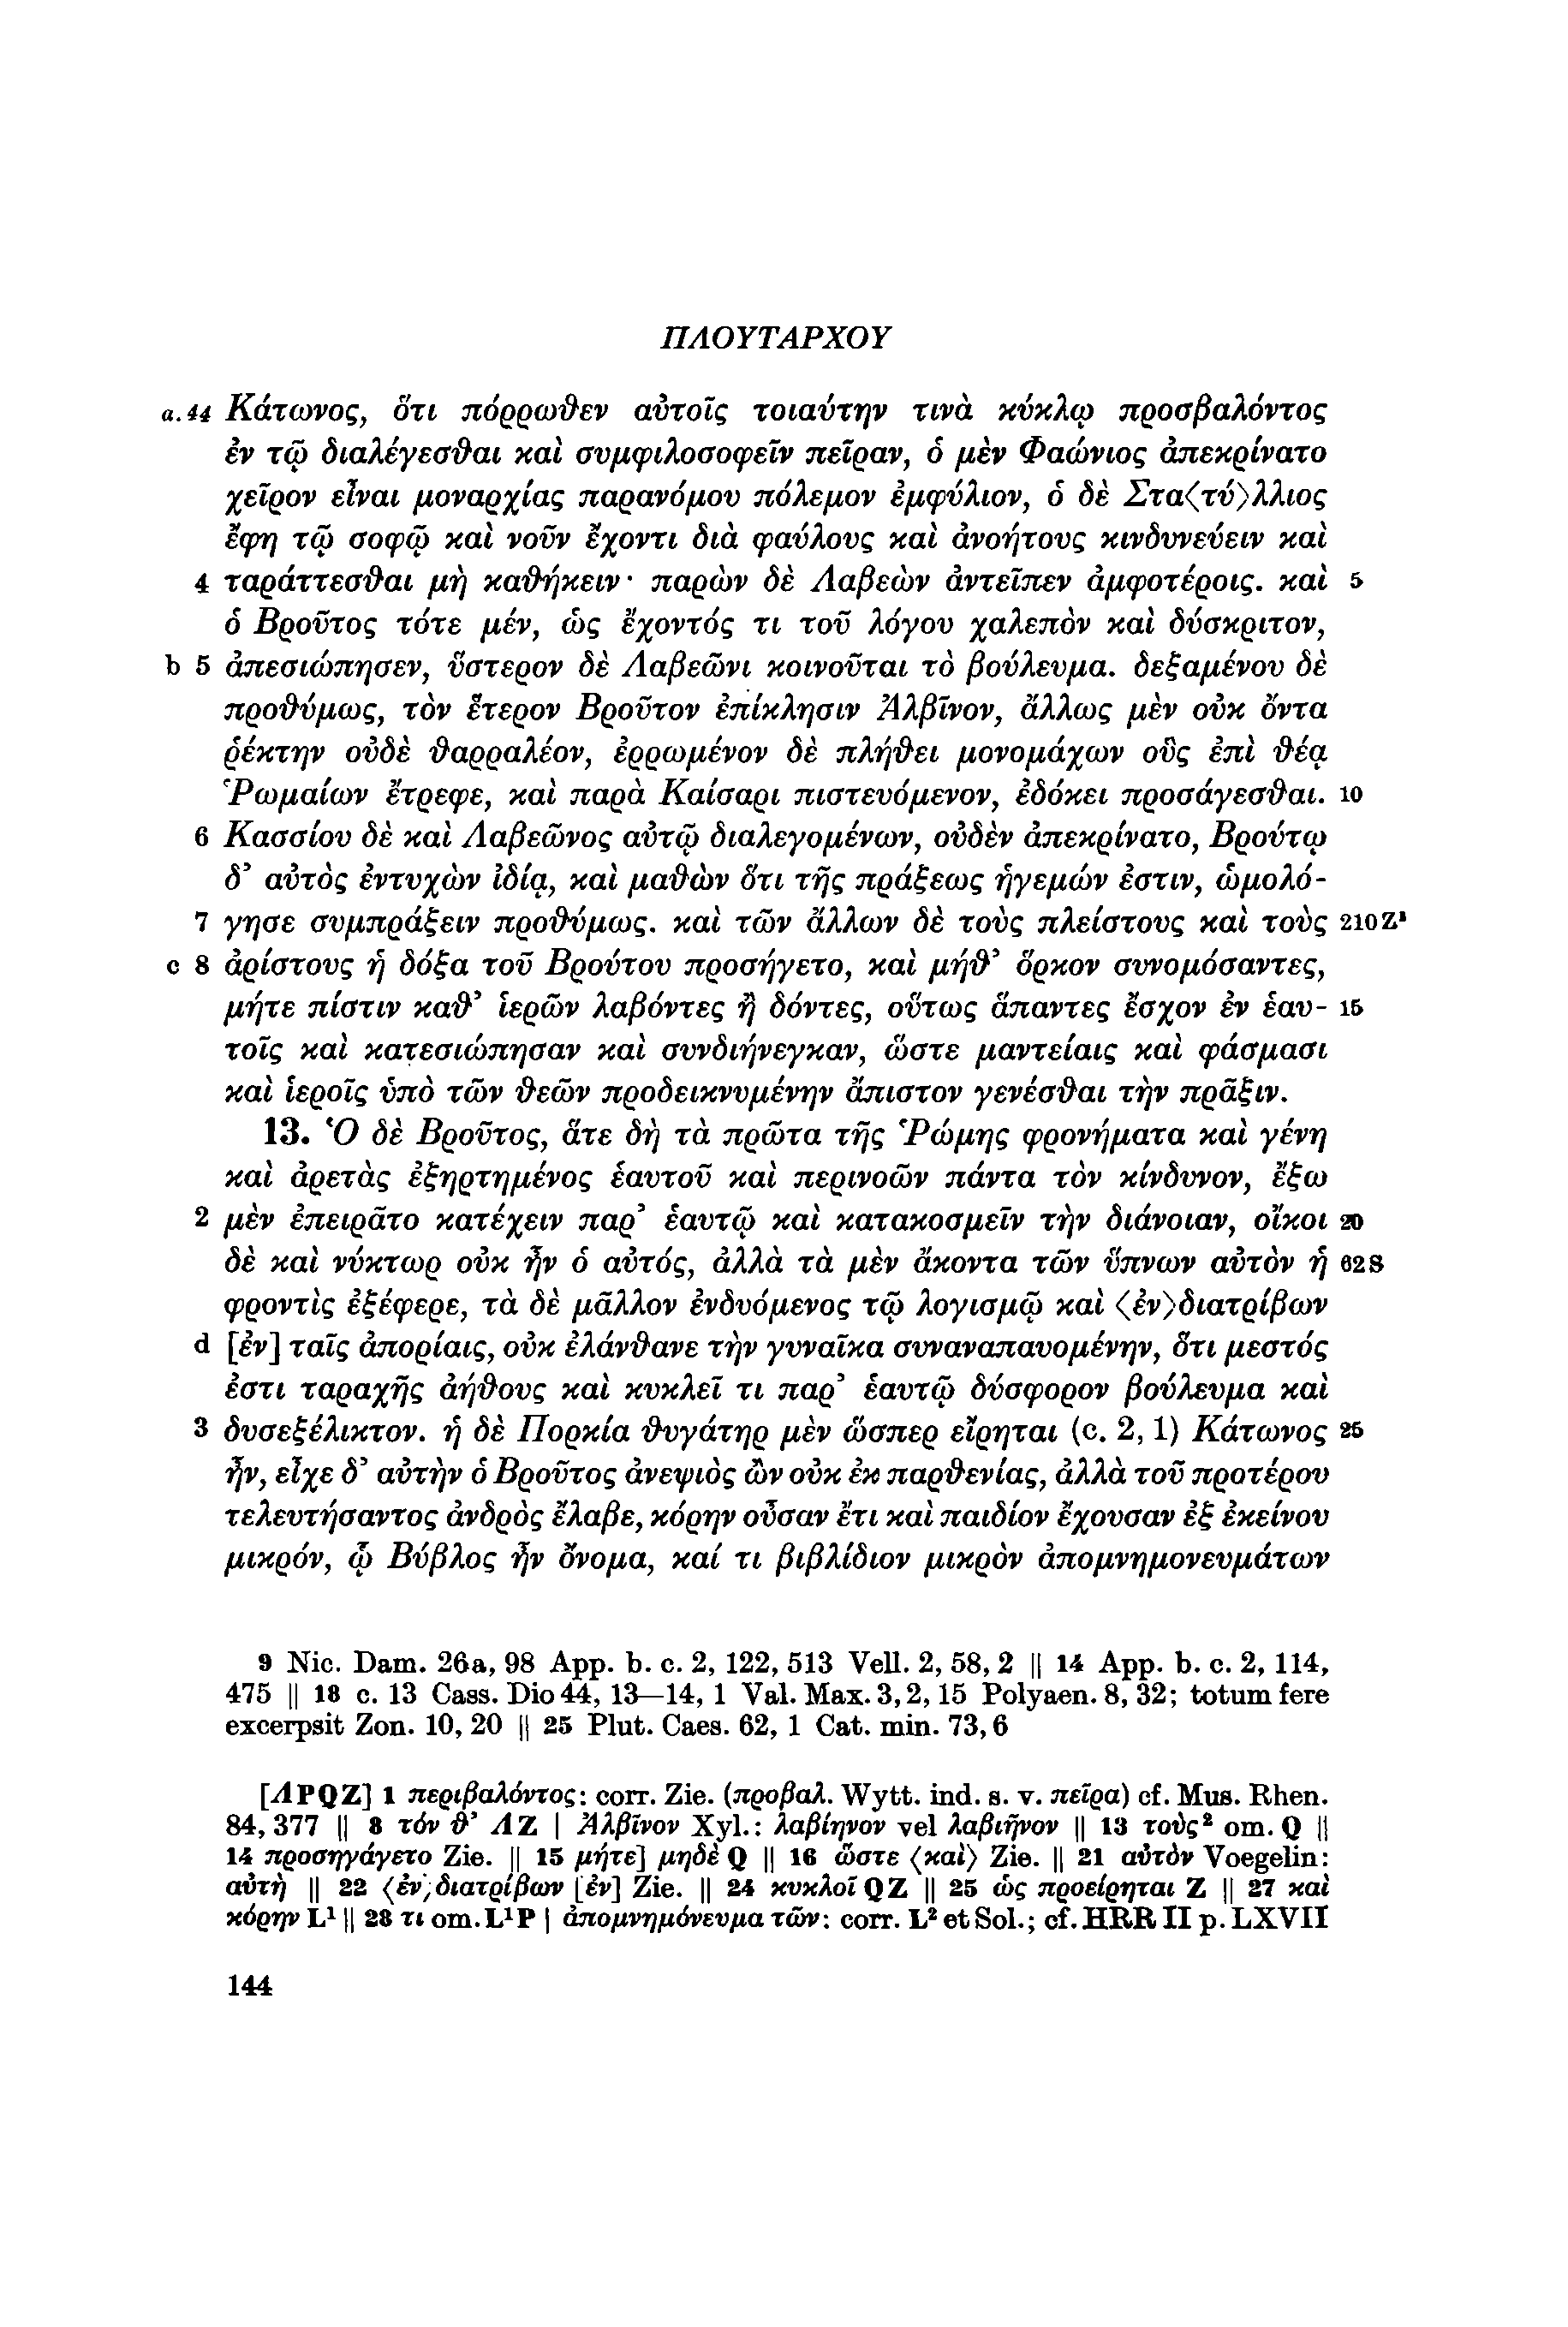 ΠΛΟΥΤΑΡΧΟΥ
a. 44 Κάτωνος, ὅτι πόρρωθεν αὐτοῖς τοιαύτην τινὰ κύκλῳ προσβαλόντος
ἐν τῷ διαλέγεσθαι καὶ συμφιλοσοφεῖν πεῖραν, ὁ μὲν Φαώνιος ἀπεκρίνατο
χεῖρον εἶναι μοναρχίας παρανόμου πόλεμον ἐμφύλιον, ὁ δὲ Στα⟨τύ⟩λλιος
ἔφη τῷ σοφῷ καὶ νοῦν ἔχοντι διὰ φαύλους καὶ ἀνοήτους κινδυνεύειν καὶ
4 ταράττεσθαι μὴ καθήκειν· παρὼν δὲ Λαβεὼν ἀντεῖπεν ἀμφοτέροις. καὶ 5
ὁ Βροῦτος τότε μέν, ὡς ἔχοντός τι τοῦ λόγου χαλεπὸν καὶ δύσκριτον,
b 5 ἀπεσιώπησεν, ὕστερον δὲ Λαβεῶνι κοινοῦται τὸ βούλευμα. δεξαμένου δὲ
προθύμως, τὸν ἕτερον Βροῦτον ἐπίκλησιν Ἀλβῖνον, ἄλλως μὲν οὐκ ὄντα
ῥέκτην οὐδὲ θαρραλέον, ἐρρωμένον δὲ πλήθει μονομάχων οὓς ἐπὶ θέᾳ
Ῥωμαίων ἔτρεφε, καὶ παρὰ Καίσαρι πιστευόμενον, ἐδόκει προσάγεσθαι. 10
6 Κασσίου δὲ καὶ Λαβεῶνος αὐτῷ διαλεγομένων, οὐδὲν ἀπεκρίνατο, Βρούτῳ
δ’ αὐτὸς ἐντυχὼν ἰδίᾳ, καὶ μαθὼν ὅτι τῆς πράξεως ἡγεμών ἐστιν, ὡμολό-
7 γησε συμπράξειν προθύμως. καὶ τῶν ἄλλων δὲ τοὺς πλείστους καὶ τοὺς 210Z¹
c 8 ἀρίστους ἡ δόξα τοῦ Βρούτου προσήγετο, καὶ μήθ’ ὅρκον συνομόσαντες,
μήτε πίστιν καθ’ ἱερῶν λαβόντες ἢ δόντες, οὕτως ἅπαντες ἔσχον ἐν ἑαυ- 15
τοῖς καὶ κατεσιώπησαν καὶ συνδιήνεγκαν, ὥστε μαντείαις καὶ φάσμασι
καὶ ἱεροῖς ὑπὸ τῶν θεῶν προδεικνυμένην ἄπιστον γενέσθαι τὴν πρᾶξιν.
13. Ὁ δὲ Βροῦτος, ἅτε δὴ τὰ πρῶτα τῆς Ῥώμης φρονήματα καὶ γένη
καὶ ἀρετὰς ἐξηρτημένος ἑαυτοῦ καὶ περινοῶν πάντα τὸν κίνδυνον, ἔξω
2 μὲν ἐπειρᾶτο κατέχειν παρ’ ἑαυτῷ καὶ κατακοσμεῖν τὴν διάνοιαν, οἴκοι 20
δὲ καὶ νύκτωρ οὐκ ἦν ὁ αὐτός, ἀλλὰ τὰ μὲν ἄκοντα τῶν ὕπνων αὐτὸν ἡ 62S
φροντὶς ἐξέφερε, τὰ δὲ μᾶλλον ἐνδυόμενος τῷ λογισμῷ καὶ ⟨ἐν⟩διατρίβων
d [ἐν] ταῖς ἀπορίαις, οὐκ ἐλάνθανε τὴν γυναῖκα συναναπαυομένην, ὅτι μεστός
ἐστι ταραχῆς ἀήθους καὶ κυκλεῖ τι παρ’ ἑαυτῷ δύσφορον βούλευμα καὶ
3 δυσεξέλικτον. ἡ δὲ Πορκία θυγάτηρ μὲν ὥσπερ εἴρηται (c. 2, 1) Κάτωνος 25
ἦν, εἶχε δ’ αὐτὴν ὁ Βροῦτος ἀνεψιὸς ὢν οὐκ ἐκ παρθενίας, ἀλλὰ τοῦ προτέρου
τελευτήσαντος ἀνδρὸς ἔλαβε, κόρην οὖσαν ἔτι καὶ παιδίον ἔχουσαν ἐξ ἐκείνου
μικρόν, ᾧ Βύβλος ἦν ὄνομα, καί τι βιβλίδιον μικρὸν ἀπομνημονευμάτων
9 Nic. Dam. 26a, 98 App. b. c. 2, 122, 513 Vell. 2, 58, 2 || 14 App. b. c. 2, 114,
475 || 18 c. 13 Cass. Dio 44, 13—14, 1 Val. Max. 3, 2, 15 Polyaen. 8, 32; totum fere
excerpsit Zon. 10, 20 || 25 Plut. Caes. 62, 1 Cat. min. 73, 6
[ΛPQZ] 1 περιβαλόντος: corr. Zie. (προβαλ. Wytt. ind. s. v. πεῖρα) cf. Mus. Rhen.
84, 377 || 8 τόν θ’ ΛZ | Ἀλβῖνον Xyl.: λαβίηνον vel λαβιῆνον || 13 τοὺς² om. Q ||
14 προσηγάγετο Zie. || 15 μήτε] μηδὲ Q || 16 ὥστε ⟨καὶ⟩ Zie. || 21 αὐτὸν Voegelin:
αὐτὴ || 22 ⟨ἐν⟩διατρίβων [ἐν] Zie. || 24 κυκλοῖ QZ || 25 ὡς προείρηται Z || 27 καὶ
κόρην L¹ || 28 τι om. L¹P | ἀπομνημόνευμα τῶν: corr. L² et Sol.; cf. HRR II p. LXVII
144